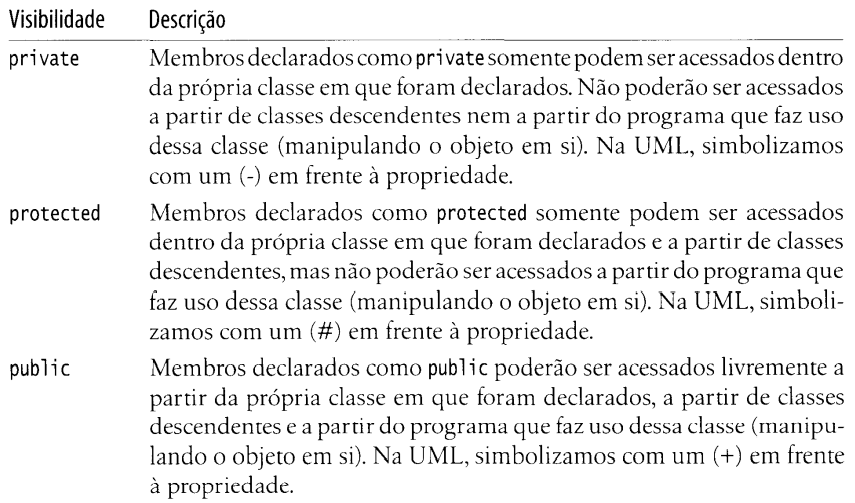 Visibilidade Descrição
private Membros declarados como private somente podem ser acessados dentro
da própria classe em que foram declarados. Não poderão ser acessados
a partir de classes descendentes nem a partir do programa que faz uso
dessa classe (manipulando o objeto em si). Na UML, simbolizamos
com um (-) em frente à propriedade.
protected Membros declarados como protected somente podem ser acessados
dentro da própria classe em que foram declarados e a partir de classes
descendentes, mas não poderão ser acessados a partir do programa que
faz uso dessa classe (manipulando o objeto em si). Na UML, simboli-
zamos com um (#) em frente à propriedade.
public Membros declarados como public poderão ser acessados livremente a
partir da própria classe em que foram declarados, a partir de classes
descendentes e a partir do programa que faz uso dessa classe (manipu-
lando o objeto em si). Na UML, simbolizamos com um (+) em frente
à propriedade.